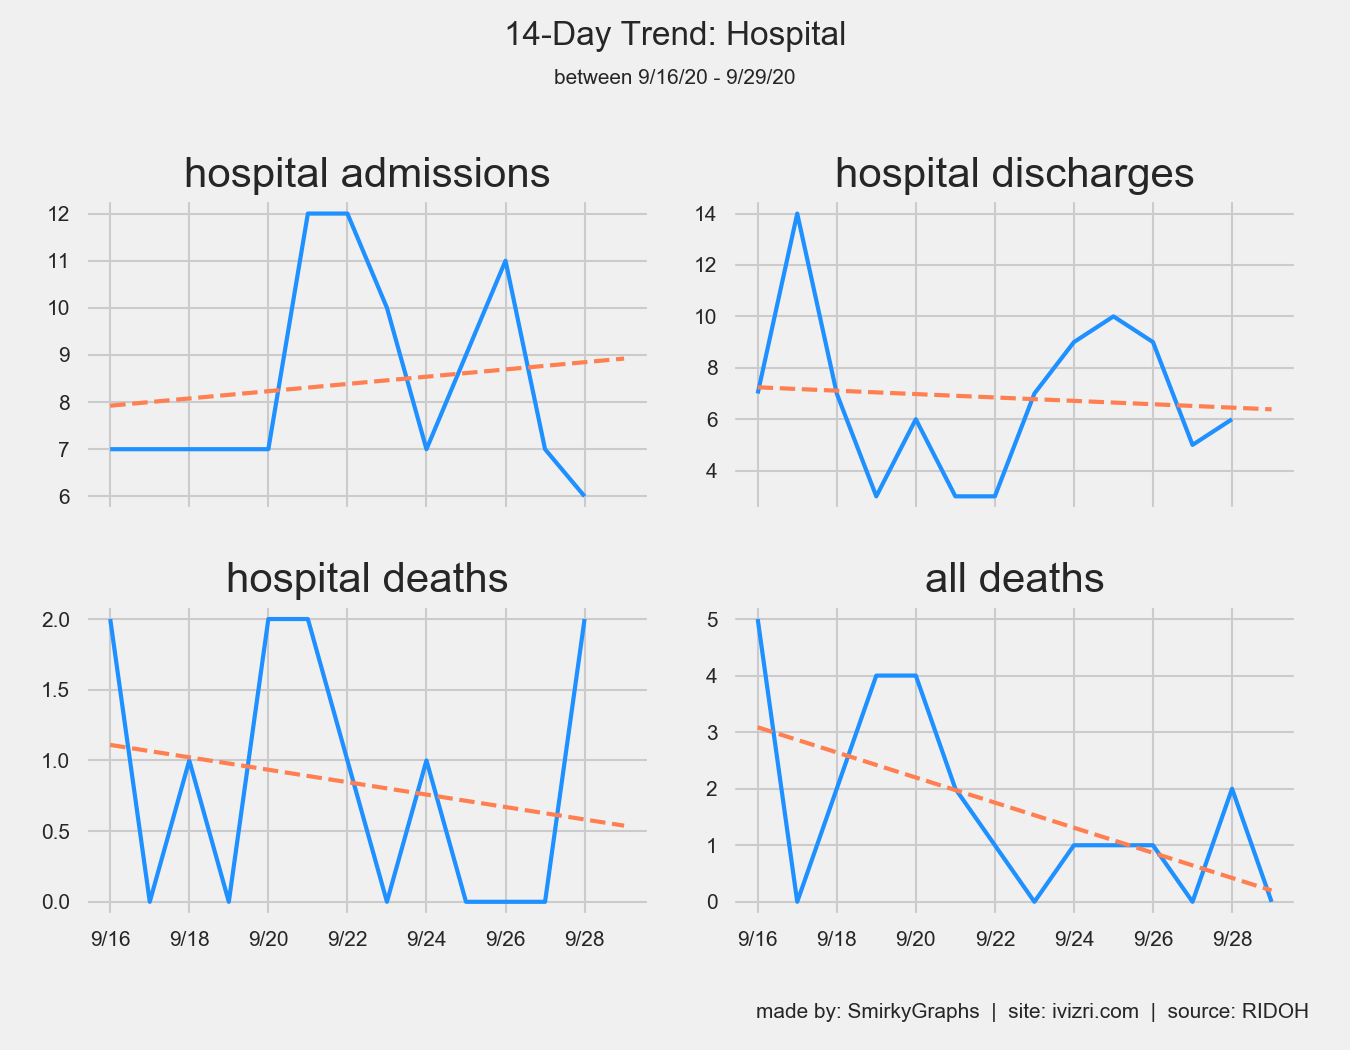 14-Day Trend: Hospital
between 9/16/20 - 9/29/20
hospital admissions
12
11
10
9
8
7
6
hospital discharges
14
12
10
8
6
4
hospital deaths
2.0
1.5
1.0
0.5
0.0
9/16 9/18 9/20 9/22 9/24 9/26 9/28
all deaths
5
4
3
2
1
0
9/16 9/18 9/20 9/22 9/24 9/26 9/28
made by: SmirkyGraphs | site: ivizri.com | source: RIDOH